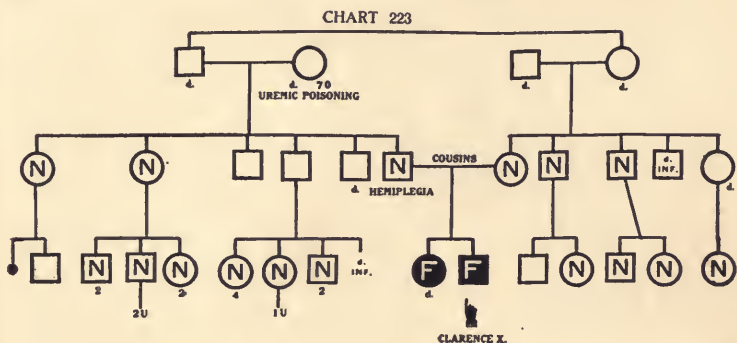 CHART 223
d. d. 70 d. d.
UREMIC POISONING
N N d. N COUSINS N N N d. INF. d.
HEMIPLEGIA
N N N N N N d. INF. F F N N N N
2 2 4 2 d.
2U 1U
CLARENCE X.